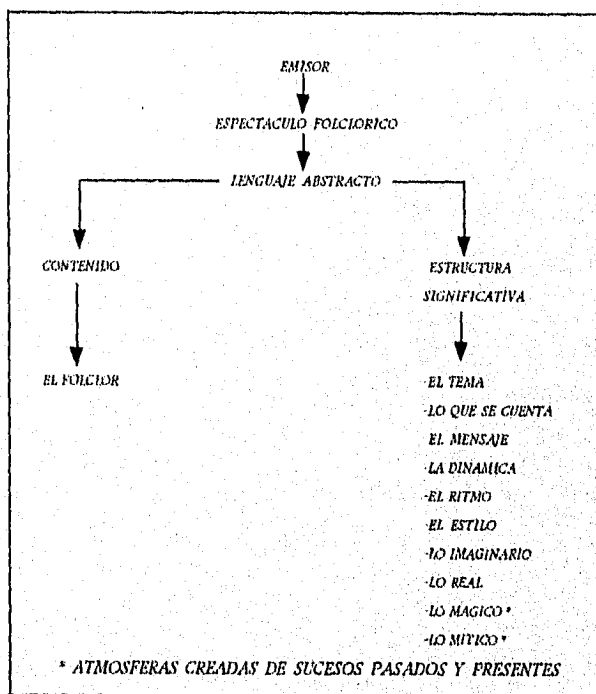 EMISOR
ESPECTACULO FOLCLORICO
LENGUAJE ABSTRACTO
CONTENIDO
ESTRUCTURA
SIGNIFICATIVA
EL FOLCLOR
-EL TEMA
-LO QUE SE CUENTA
EL MENSAJE
-LA DINAMICA
-EL RITMO
EL ESTILO
-LO IMAGINARIO
-LO REAL
-LO MAGICO *
-LO MITICO *
* ATMOSFERAS CREADAS DE SUCESOS PASADOS Y PRESENTES